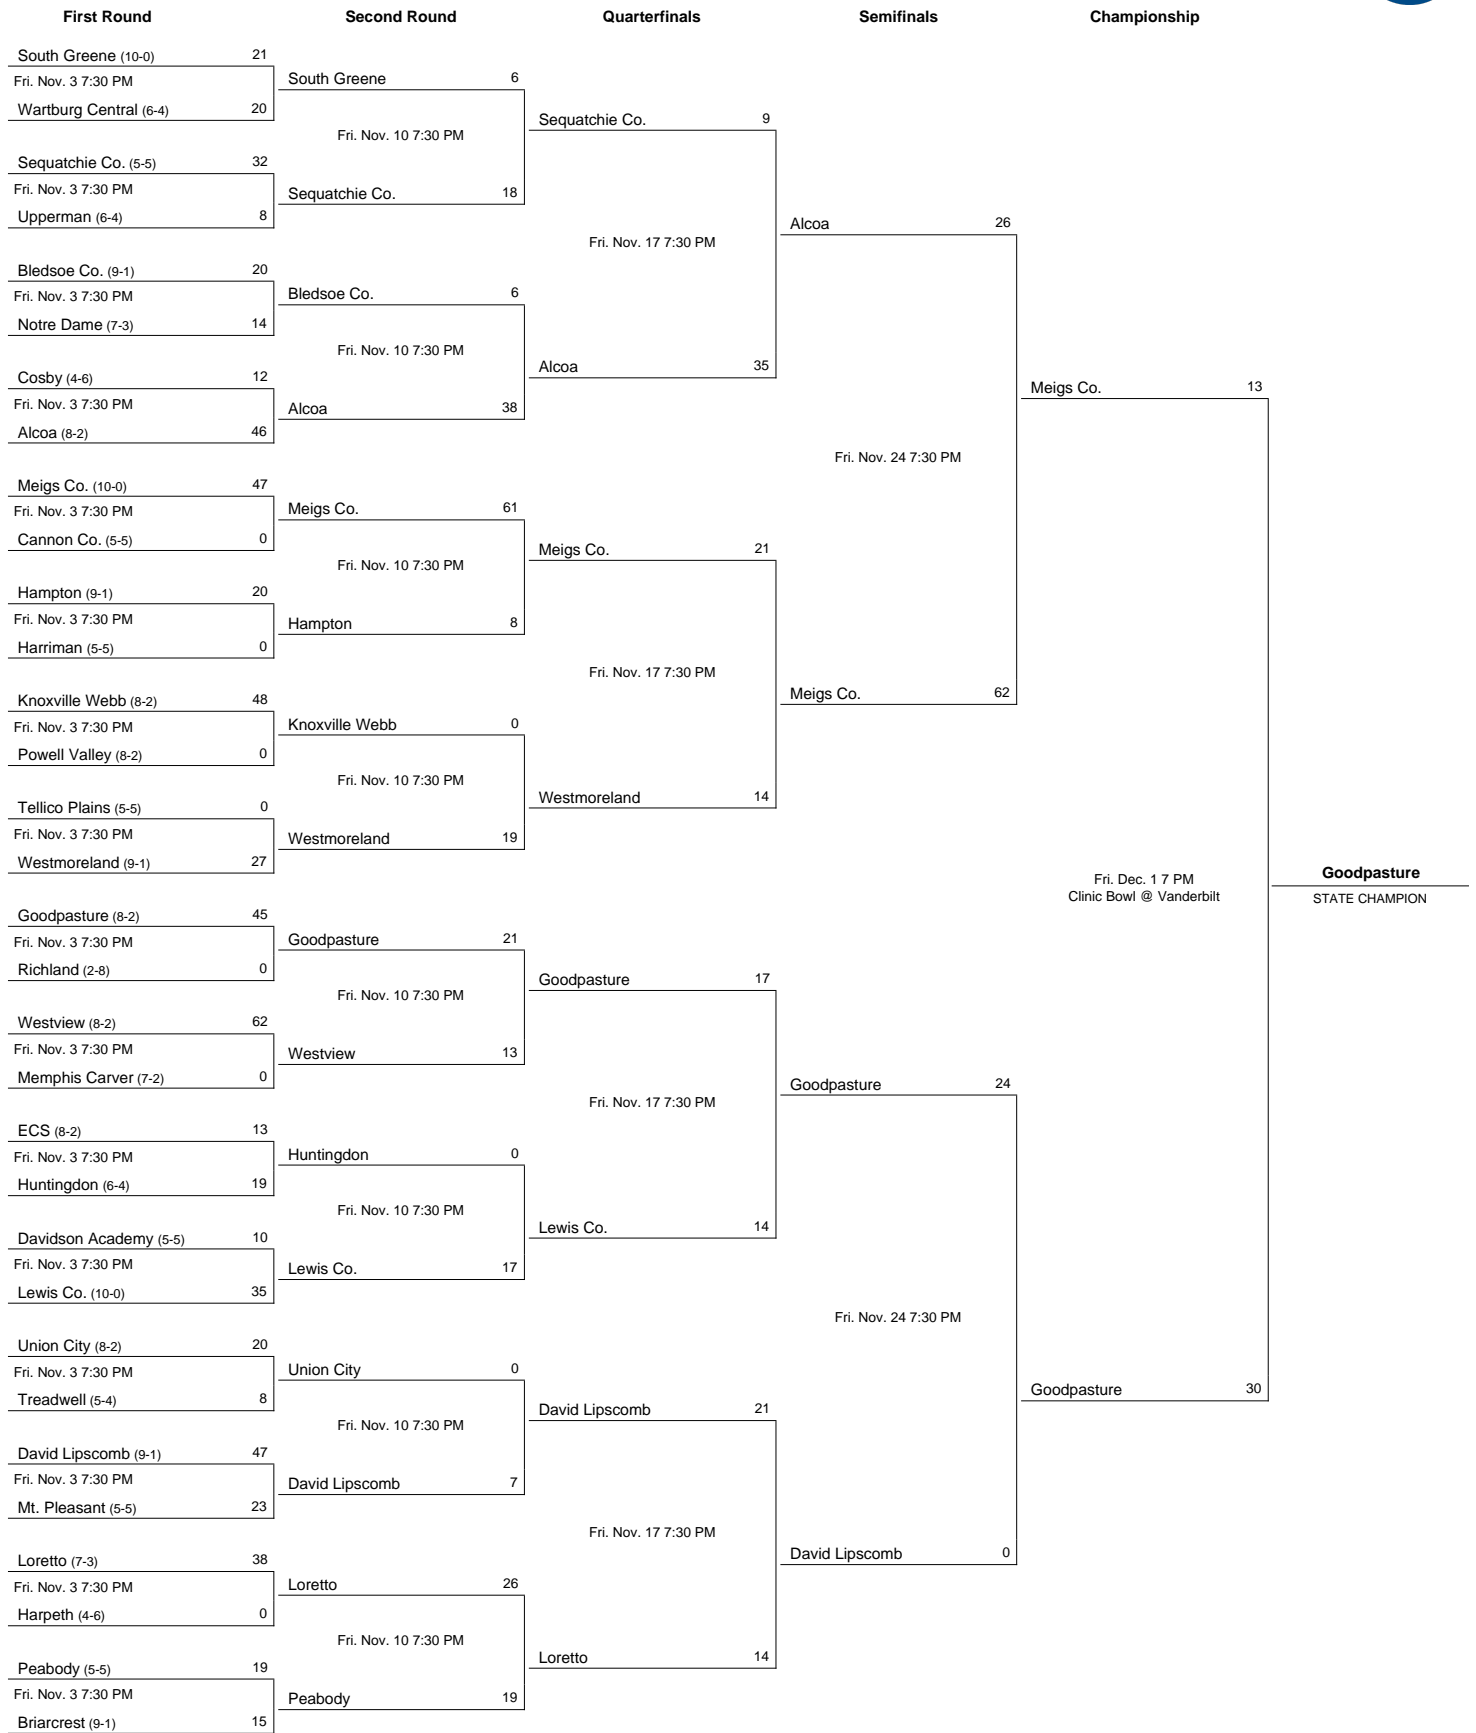 First Round Second Round Quarterfinals Semifinals Championship
South Greene (10-0) 21
Fri. Nov. 3 7:30 PM
Wartburg Central (6-4) 20
Sequatchie Co. (5-5) 32
Fri. Nov. 3 7:30 PM
Upperman (6-4) 8
Bledsoe Co. (9-1) 20
Fri. Nov. 3 7:30 PM
Notre Dame (7-3) 14
Cosby (4-6) 12
Fri. Nov. 3 7:30 PM
Alcoa (8-2) 46
Meigs Co. (10-0) 47
Fri. Nov. 3 7:30 PM
Cannon Co. (5-5) 0
Hampton (9-1) 20
Fri. Nov. 3 7:30 PM
Harriman (5-5) 0
Knoxville Webb (8-2) 48
Fri. Nov. 3 7:30 PM
Powell Valley (8-2) 0
Tellico Plains (5-5) 0
Fri. Nov. 3 7:30 PM
Westmoreland (9-1) 27
Goodpasture (8-2) 45
Fri. Nov. 3 7:30 PM
Richland (2-8) 0
Westview (8-2) 62
Fri. Nov. 3 7:30 PM
Memphis Carver (7-2) 0
ECS (8-2) 13
Fri. Nov. 3 7:30 PM
Huntingdon (6-4) 19
Davidson Academy (5-5) 10
Fri. Nov. 3 7:30 PM
Lewis Co. (10-0) 35
Union City (8-2) 20
Fri. Nov. 3 7:30 PM
Treadwell (5-4) 8
David Lipscomb (9-1) 47
Fri. Nov. 3 7:30 PM
Mt. Pleasant (5-5) 23
Loretto (7-3) 38
Fri. Nov. 3 7:30 PM
Harpeth (4-6) 0
Peabody (5-5) 19
Fri. Nov. 3 7:30 PM
Briarcrest (9-1) 15
South Greene 6
Fri. Nov. 10 7:30 PM
Sequatchie Co. 18
Bledsoe Co. 6
Fri. Nov. 10 7:30 PM
Alcoa 38
Meigs Co. 61
Fri. Nov. 10 7:30 PM
Hampton 8
Knoxville Webb 0
Fri. Nov. 10 7:30 PM
Westmoreland 19
Goodpasture 21
Fri. Nov. 10 7:30 PM
Westview 13
Huntingdon 0
Fri. Nov. 10 7:30 PM
Lewis Co. 17
Union City 0
Fri. Nov. 10 7:30 PM
David Lipscomb 7
Loretto 26
Fri. Nov. 10 7:30 PM
Peabody 19
Sequatchie Co. 9
Fri. Nov. 17 7:30 PM
Alcoa 35
Meigs Co. 21
Fri. Nov. 17 7:30 PM
Westmoreland 14
Goodpasture 17
Fri. Nov. 17 7:30 PM
Lewis Co. 14
David Lipscomb 21
Fri. Nov. 17 7:30 PM
Loretto 14
Alcoa 26
Fri. Nov. 24 7:30 PM
Meigs Co. 62
Goodpasture 24
Fri. Nov. 24 7:30 PM
David Lipscomb 0
Meigs Co. 13
Fri. Dec. 1 7 PM
Clinic Bowl @ Vanderbilt
Goodpasture 30
Goodpasture
STATE CHAMPION